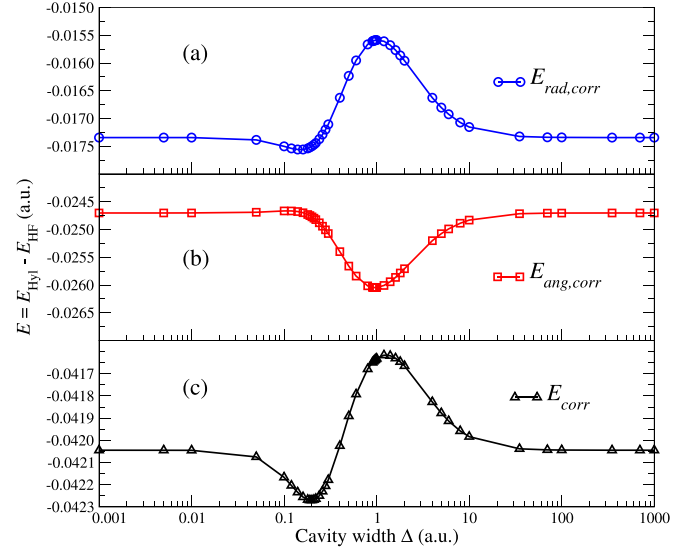 -0.0150
-0.0155
-0.0160
-0.0165
-0.0170
-0.0175
(a)
E_rad,corr
-0.0245
-0.0250
-0.0255
-0.0260
-0.0265
(b)
E_ang,corr
-0.0417
-0.0418
-0.0419
-0.0420
-0.0421
-0.0422
-0.0423
(c)
E_corr
E = E_Hyl - E_HF (a.u.)
0.001 0.01 0.1 1 10 100 1000
Cavity width Δ (a.u.)